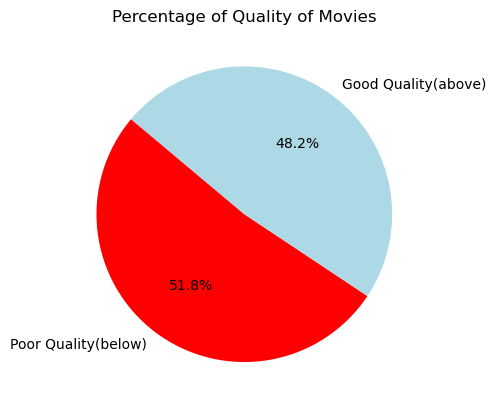 Percentage of Quality of Movies
Good Quality(above)
48.2%
51.8%
Poor Quality(below)